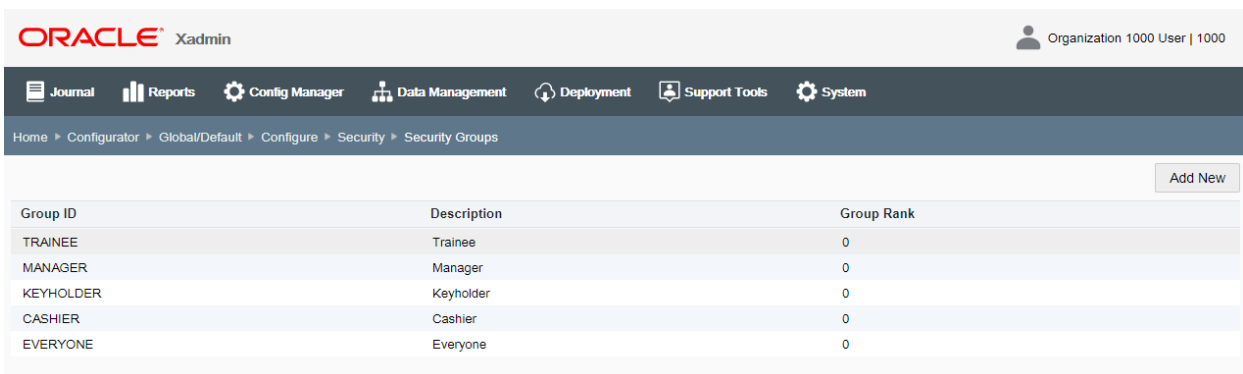 ORACLE® Xadmin
Organization 1000 User | 1000
Journal Reports Config Manager Data Management Deployment Support Tools System
Home ▸ Configurator ▸ Global/Default ▸ Configure ▸ Security ▸ Security Groups
Add New
Group ID Description Group Rank
TRAINEE Trainee 0
MANAGER Manager 0
KEYHOLDER Keyholder 0
CASHIER Cashier 0
EVERYONE Everyone 0